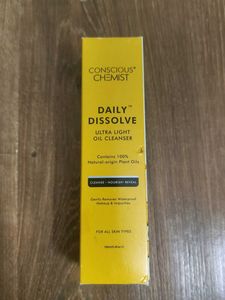 CONSCIOUS
CHEMIST
DAILY™
DISSOLVE
ULTRA LIGHT
OIL CLEANSER
Contains 100%
Natural-origin Plant Oils
CLEANSE • NOURISH • REVEAL
Gently Removes Waterproof
Makeup & Impurities
FOR ALL SKIN TYPES